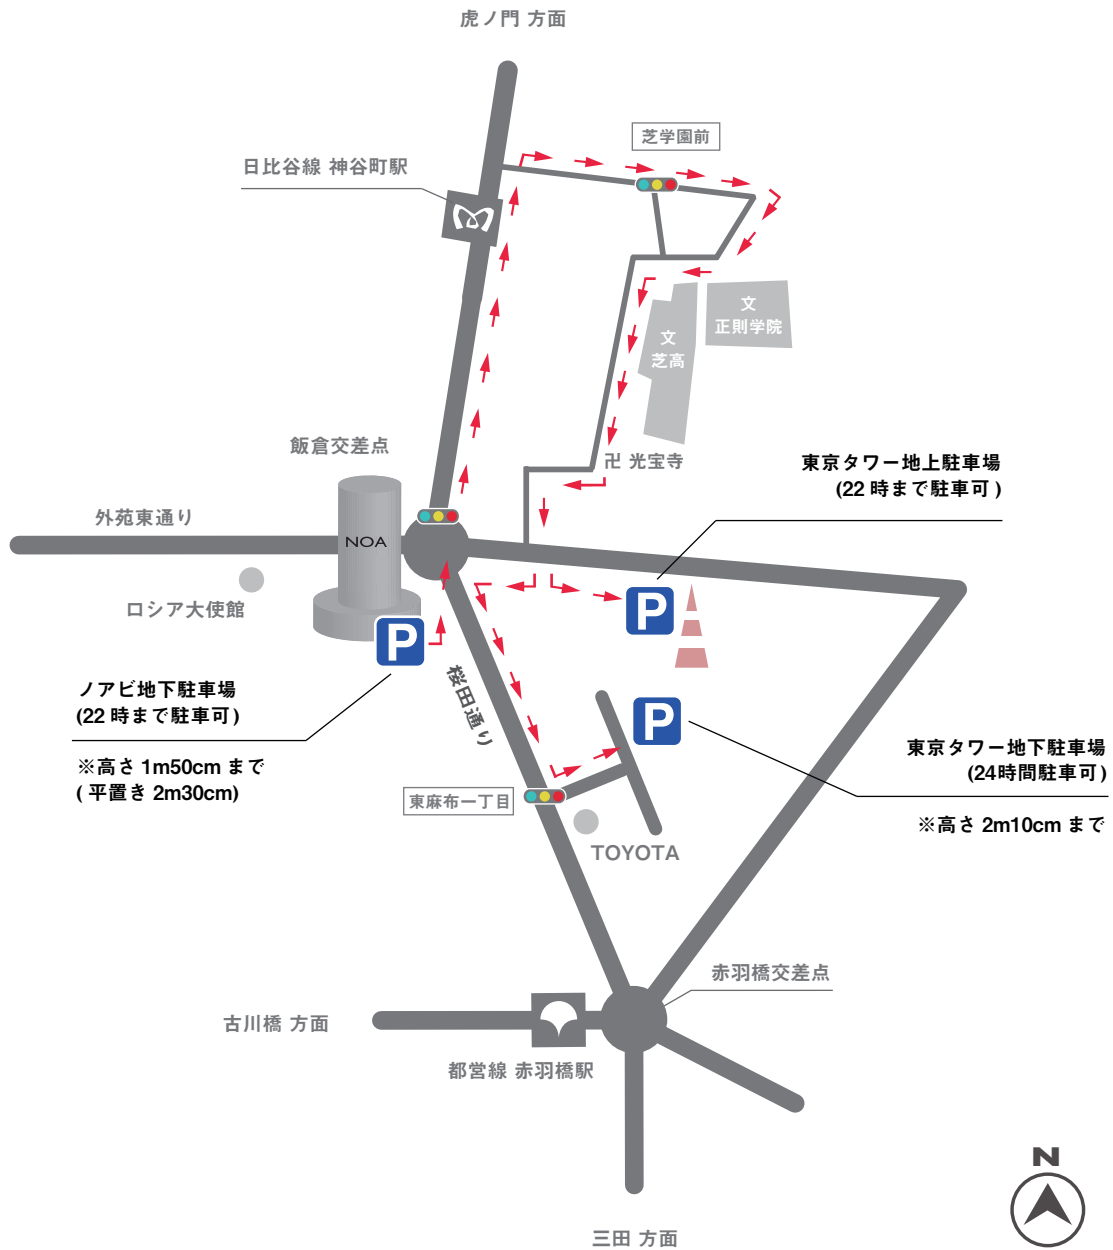 虎ノ門 方面
芝学園前
日比谷線 神谷町駅
文
正則学院
文
芝高
飯倉交差点
卍 光宝寺
東京タワー地上駐車場
(22 時まで駐車可 )
外苑東通り
NOA
ロシア大使館
P
P
ノアビ地下駐車場
(22 時まで駐車可)
※高さ 1m50cm まで
( 平置き 2m30cm)
桜田通り
P
東京タワー地下駐車場
(24時間駐車可)
※高さ 2m10cm まで
東麻布一丁目
TOYOTA
赤羽橋交差点
古川橋 方面
都営線 赤羽橋駅
N
三田 方面